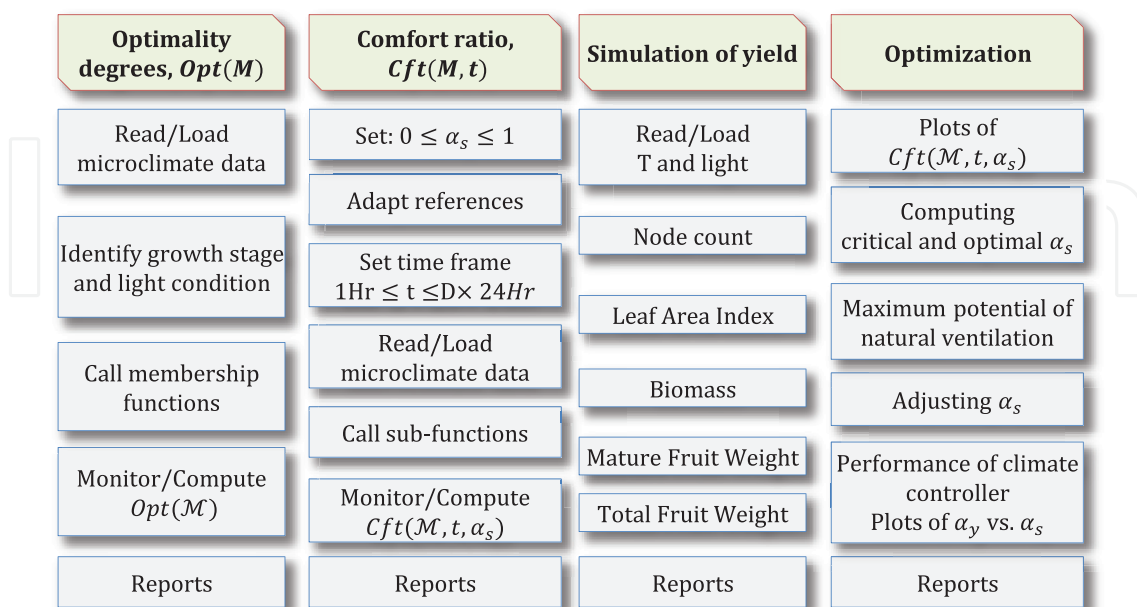 Optimality
degrees, Opt(M)
Read/Load
microclimate data
Identify growth stage
and light condition
Call membership
functions
Monitor/Compute
Opt(ℳ)
Reports
Comfort ratio,
Cft(M, t)
Set: 0 ≤ αₛ ≤ 1
Adapt references
Set time frame
1Hr ≤ t ≤D× 24Hr
Read/Load
microclimate data
Call sub-functions
Monitor/Compute
Cft(ℳ, t, αₛ)
Reports
Simulation of yield
Read/Load
T and light
Node count
Leaf Area Index
Biomass
Mature Fruit Weight
Total Fruit Weight
Reports
Optimization
Plots of
Cft(ℳ, t, αₛ)
Computing
critical and optimal αₛ
Maximum potential of
natural ventilation
Adjusting αₛ
Performance of climate
controller
Plots of α_y vs. αₛ
Reports